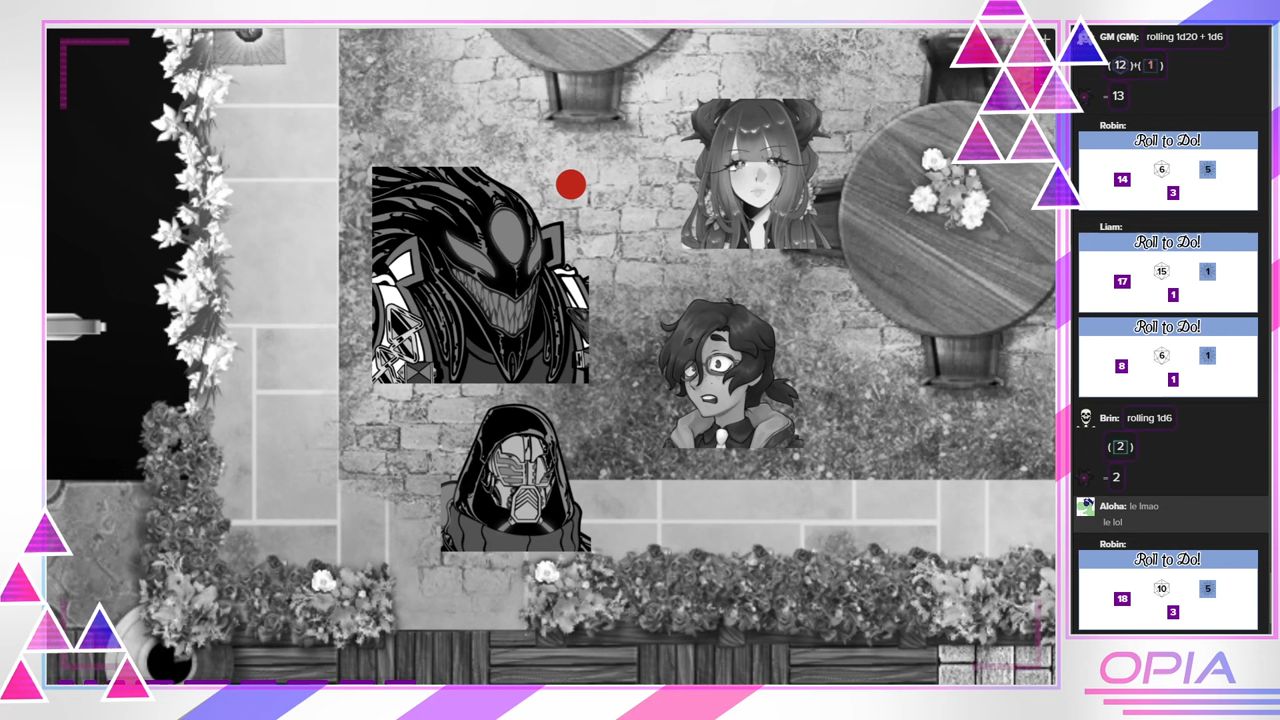 GM (GM): rolling 1d20 + 1d6
(12)+(1)
= 13
Robin:
Roll to Do!
14 6 5
3
Liam:
Roll to Do!
17 15 1
1
Roll to Do!
8 6 1
1
Brin: rolling 1d6
(2)
= 2
Aloha: le lmao
le lol
Robin:
Roll to Do!
18 10 5
3
OPIA